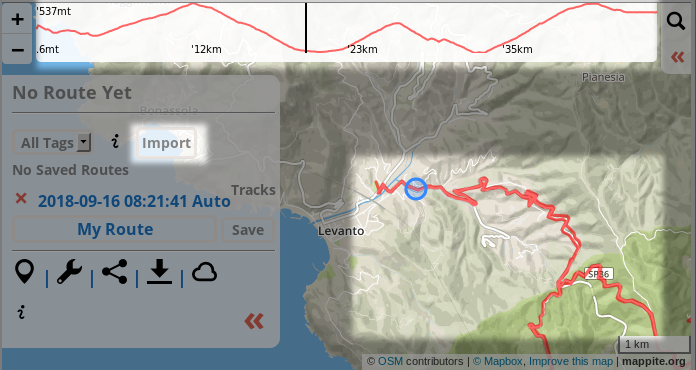 +
−
'537mt
.6mt
'12km
'23km
'35km
«
Pianesia
No Route Yet
Bonassola
All Tags
i
Import
No Saved Routes
Tracks
× 2018-09-16 08:21:41 Auto
My Route
Save
| | | |
i
«
Levanto
SP36
1 km
© OSM contributors | © Mapbox, Improve this map | mappite.org